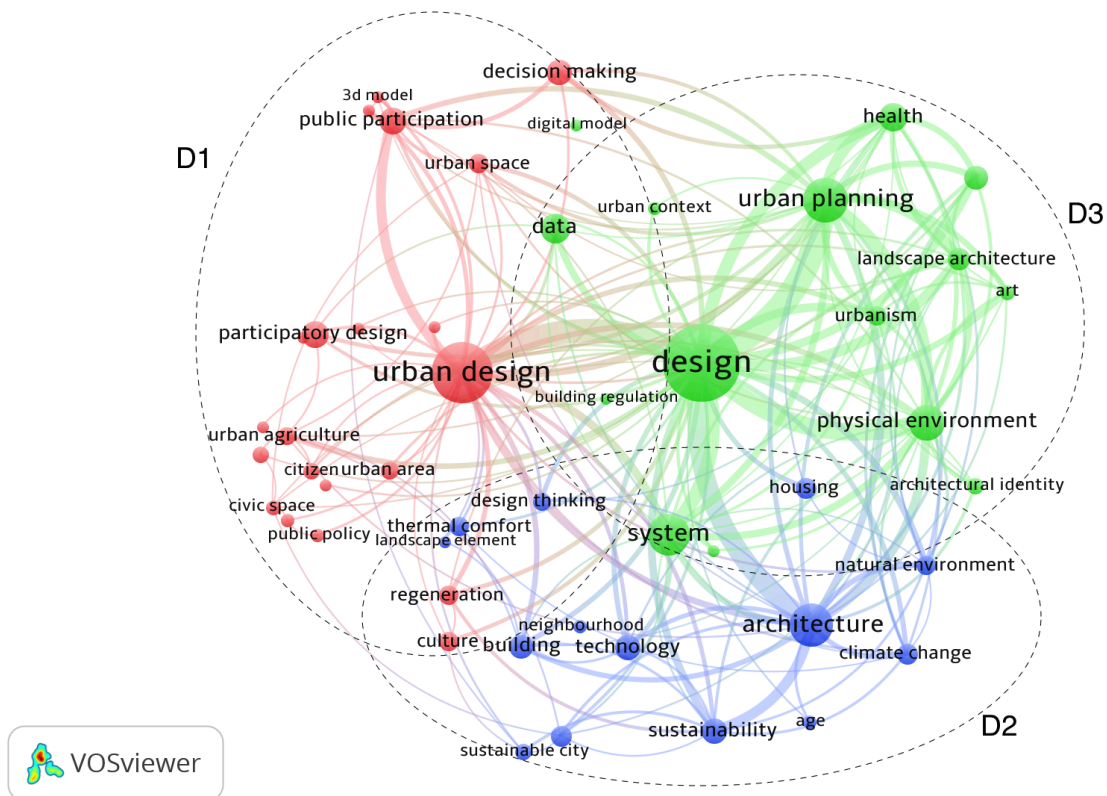 decision making
3d model
health
public participation
digital model
D1
urban space
urban planning
urban context
D3
data
landscape architecture
art
urbanism
participatory design
design
urban design
building regulation
physical environment
urban agriculture
citizen
urban area
architectural identity
housing
design thinking
civic space
thermal comfort
public policy
system
landscape element
natural environment
regeneration
neighbourhood
architecture
culture
building
technology
climate change
age
D2
sustainability
sustainable city
VOSviewer